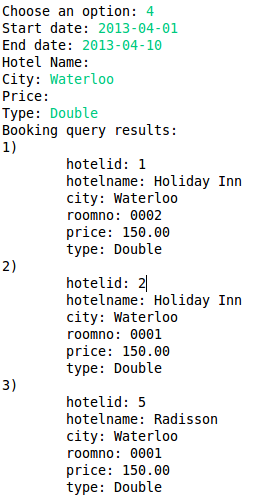 Choose an option: 4
Start date: 2013-04-01
End date: 2013-04-10
Hotel Name:
City: Waterloo
Price:
Type: Double
Booking query results:
1)
hotelid: 1
hotelname: Holiday Inn
city: Waterloo
roomno: 0002
price: 150.00
type: Double
2)
hotelid: 2
hotelname: Holiday Inn
city: Waterloo
roomno: 0001
price: 150.00
type: Double
3)
hotelid: 5
hotelname: Radisson
city: Waterloo
roomno: 0001
price: 150.00
type: Double